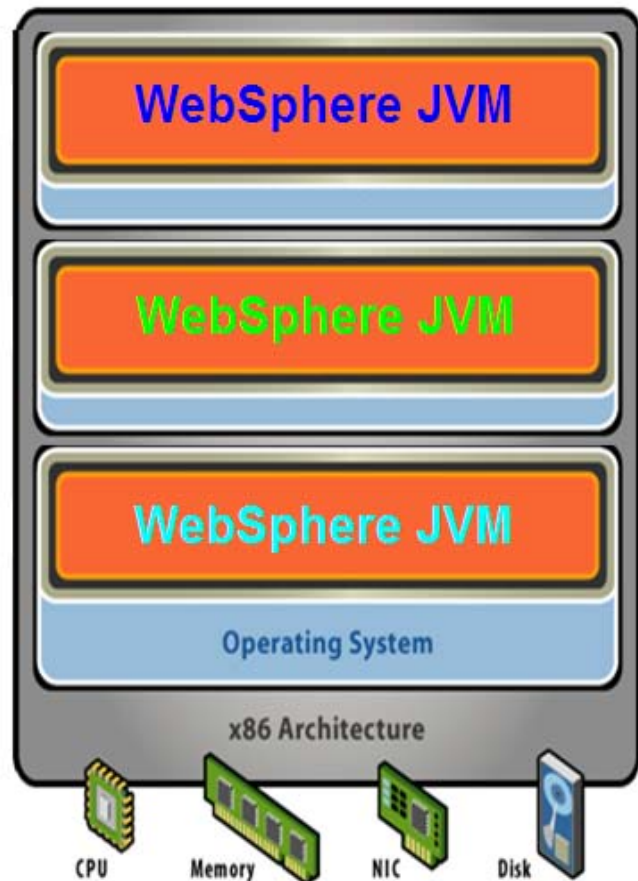 WebSphere JVM
WebSphere JVM
WebSphere JVM
Operating System
x86 Architecture
CPU Memory NIC Disk